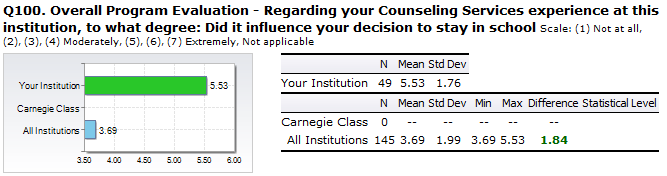 Q100. Overall Program Evaluation - Regarding your Counseling Services experience at this
institution, to what degree: Did it influence your decision to stay in school Scale: (1) Not at all,
(2), (3), (4) Moderately, (5), (6), (7) Extremely, Not applicable
Your Institution 5.53
Carnegie Class
All Institutions 3.69
3.50 4.00 4.50 5.00 5.50 6.00
N Mean Std Dev
Your Institution 49 5.53 1.76
N Mean Std Dev Min Max Difference Statistical Level
Carnegie Class 0 -- -- -- -- --
All Institutions 145 3.69 1.99 3.69 5.53 1.84